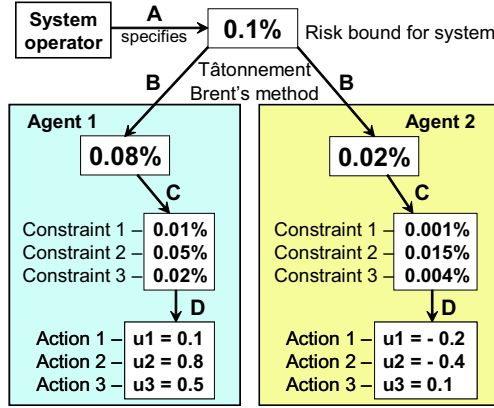 System operator
A
specifies
0.1%
Risk bound for system
B
Tâtonnement
Brent's method
B
Agent 1
0.08%
C
Constraint 1 – 0.01%
Constraint 2 – 0.05%
Constraint 3 – 0.02%
D
Action 1 – u1 = 0.1
Action 2 – u2 = 0.8
Action 3 – u3 = 0.5
Agent 2
0.02%
C
Constraint 1 – 0.001%
Constraint 2 – 0.015%
Constraint 3 – 0.004%
D
Action 1 – u1 = - 0.2
Action 2 – u2 = - 0.4
Action 3 – u3 = 0.1